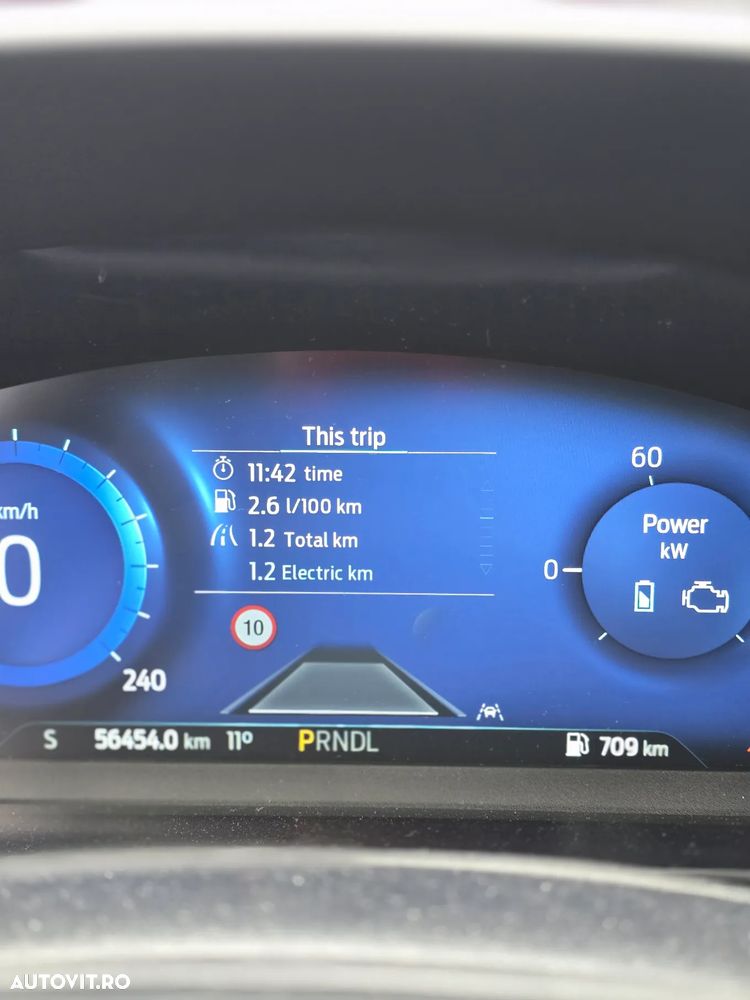 This trip
11:42 time
2.6 l/100 km
1.2 Total km
1.2 Electric km
km/h
0
240
10
60
0
Power
kW
S 56454.0 km 11° PRNDL 709 km
AUTOVIT.RO